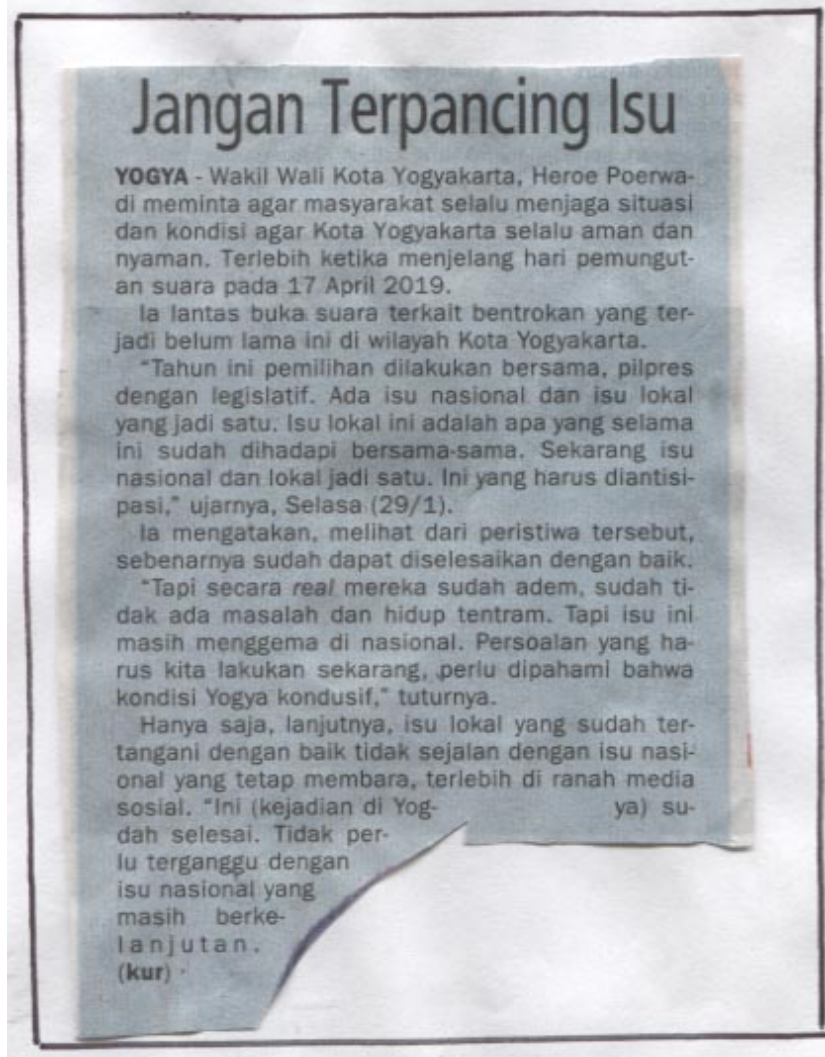 Jangan Terpancing Isu
YOGYA - Wakil Wali Kota Yogyakarta, Heroe Poerwa-
di meminta agar masyarakat selalu menjaga situasi
dan kondisi agar Kota Yogyakarta selalu aman dan
nyaman. Terlebih ketika menjelang hari pemungut-
an suara pada 17 April 2019.
Ia lantas buka suara terkait bentrokan yang ter-
jadi belum lama ini di wilayah Kota Yogyakarta.
"Tahun ini pemilihan dilakukan bersama, pilpres
dengan legislatif. Ada isu nasional dan isu lokal
yang jadi satu. Isu lokal ini adalah apa yang selama
ini sudah dihadapi bersama-sama. Sekarang isu
nasional dan lokal jadi satu. Ini yang harus diantisi-
pasi," ujarnya, Selasa (29/1).
Ia mengatakan, melihat dari peristiwa tersebut,
sebenarnya sudah dapat diselesaikan dengan baik.
"Tapi secara real mereka sudah adem, sudah ti-
dak ada masalah dan hidup tentram. Tapi isu ini
masih menggema di nasional. Persoalan yang ha-
rus kita lakukan sekarang, perlu dipahami bahwa
kondisi Yogya kondusif," tuturnya.
Hanya saja, lanjutnya, isu lokal yang sudah ter-
tangani dengan baik tidak sejalan dengan isu nasi-
onal yang tetap membara, terlebih di ranah media
sosial. "Ini (kejadian di Yog- ya) su-
dah selesai. Tidak per-
lu terganggu dengan
isu nasional yang
masih berke-
lanjutan.
(kur)